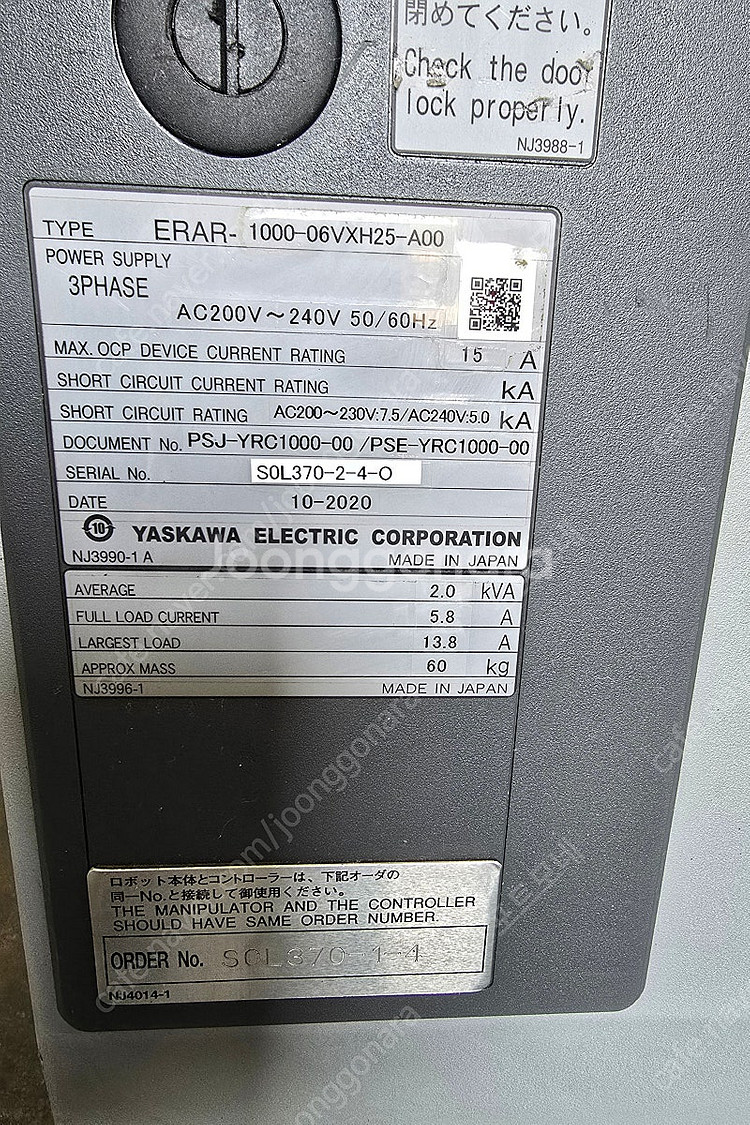 閉めてください。
Check the door
lock properly.
NJ3988-1
TYPE ERAR- 1000-06VXH25-A00
POWER SUPPLY
3PHASE
AC200V～240V 50/60Hz
MAX. OCP DEVICE CURRENT RATING 15 A
SHORT CIRCUIT CURRENT RATING kA
SHORT CIRCUIT RATING AC200～230V:7.5/AC240V:5.0 kA
DOCUMENT No. PSJ-YRC1000-00 /PSE-YRC1000-00
SERIAL No. S0L370-2-4-O
DATE 10-2020
10 YASKAWA ELECTRIC CORPORATION
NJ3990-1 A MADE IN JAPAN
joonggonara
AVERAGE 2.0 kVA
FULL LOAD CURRENT 5.8 A
LARGEST LOAD 13.8 A
APPROX MASS 60 kg
NJ3996-1 MADE IN JAPAN
ロボット本体とコントローラーは、下記オーダの
同一No.と接続して御使用ください。
THE MANIPULATOR AND THE CONTROLLER
SHOULD HAVE SAME ORDER NUMBER.
ORDER No. S0L370-1-4
NJ4014-1